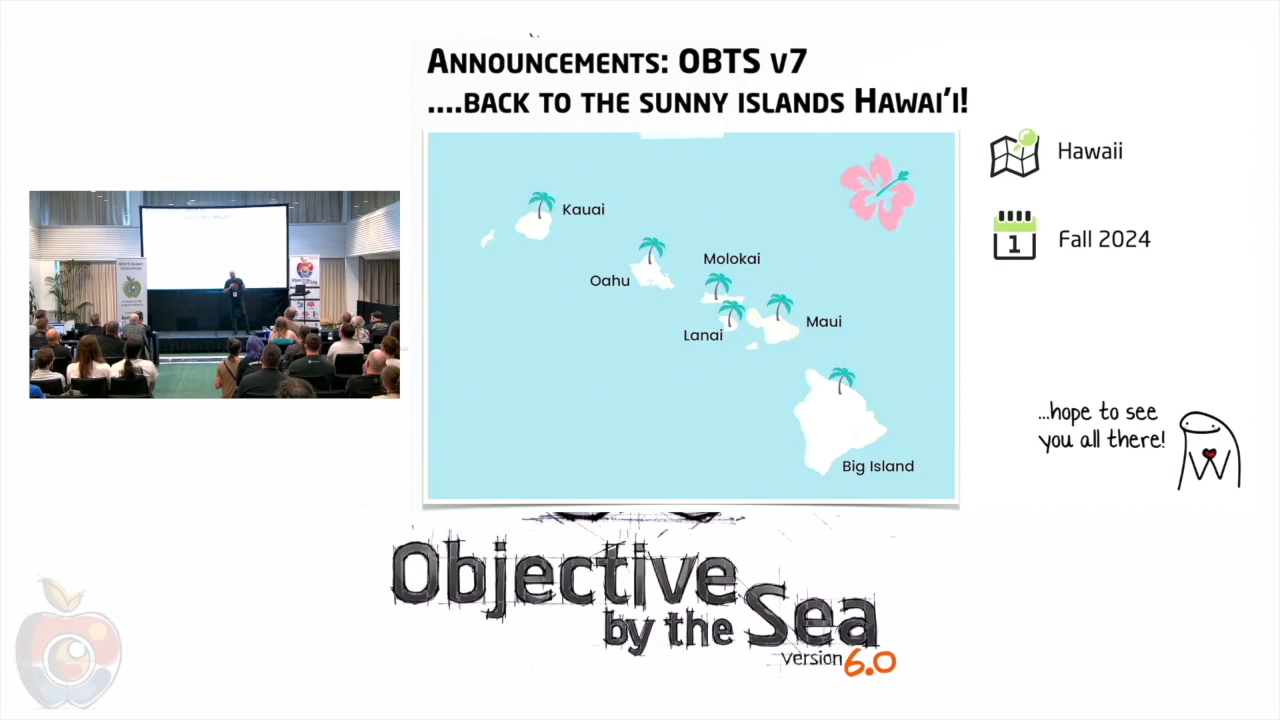 ANNOUNCEMENTS: OBTS v7
....BACK TO THE SUNNY ISLANDS HAWAI'I!
Hawaii
Kauai
Fall 2024
1
Molokai
Oahu
Maui
Lanai
...hope to see
you all there!
Big Island
Objective
by the Sea
version 6.0